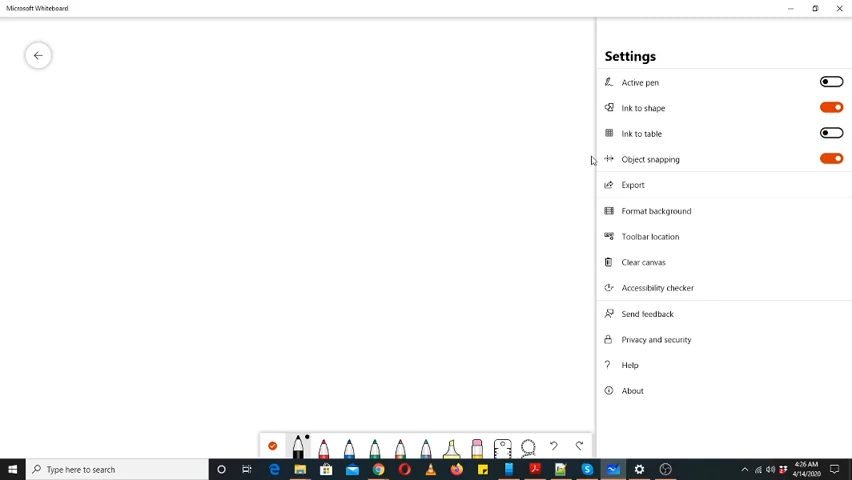 Microsoft Whiteboard
Settings
Active pen
Ink to shape
Ink to table
Object snapping
Export
Format background
Toolbar location
Clear canvas
Accessibility checker
Send feedback
Privacy and security
Help
About
Type here to search
4:26 AM
4/14/2020